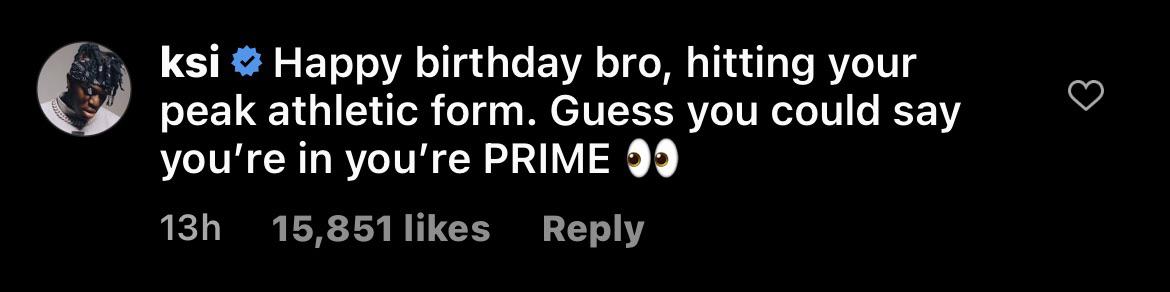 ksi Happy birthday bro, hitting your
peak athletic form. Guess you could say
you’re in you’re PRIME 👀
13h 15,851 likes Reply